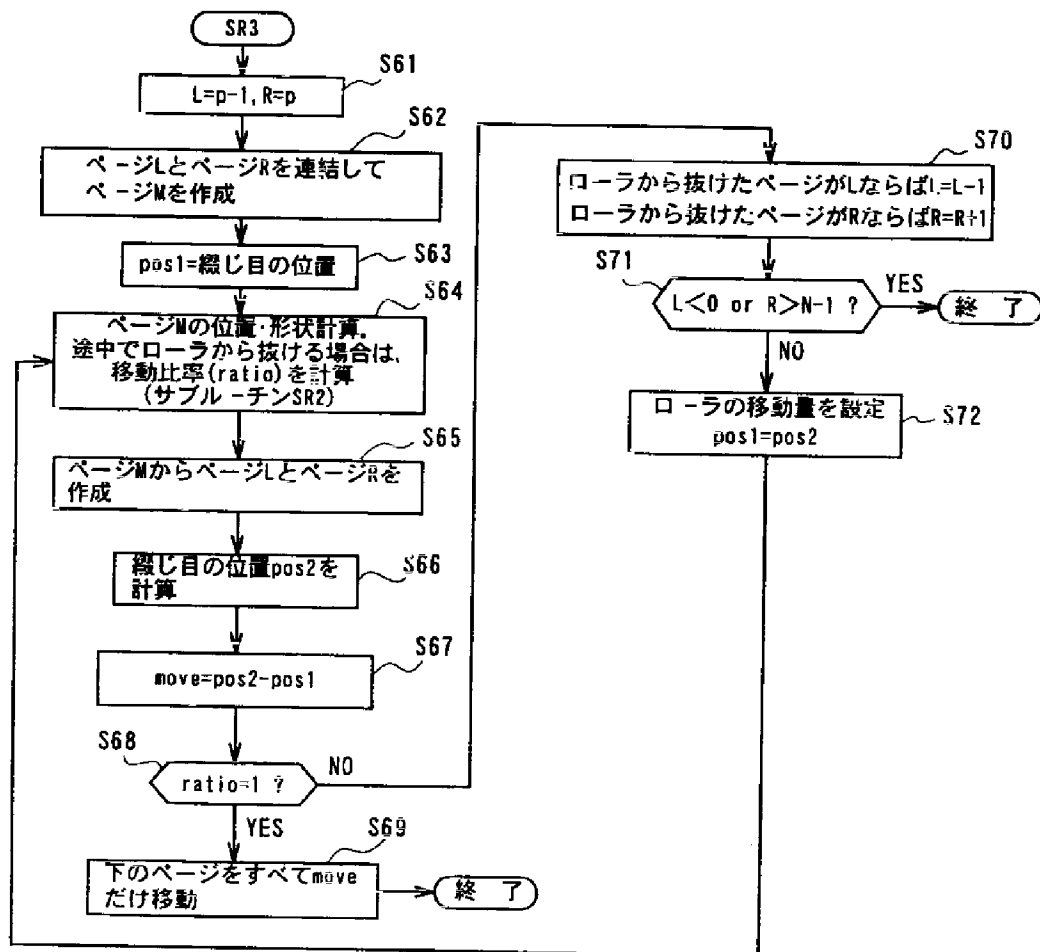 SR3
S61
L=p-1,R=p
S62
ページLとページRを連結して
ページMを作成
S63
pos1=綴じ目の位置
S64
ページMの位置・形状計算。
途中でローラから抜ける場合は、
移動比率(ratio)を計算
(サブルーチンSR2)
S65
ページMからページLとページRを
作成
S66
綴じ目の位置pos2を
計算
S67
move=pos2-pos1
S68
ratio=1 ?
NO
YES
S69
下のページをすべてmove
だけ移動
終 了
S70
ローラから抜けたページがLならばL=L-1
ローラから抜けたページがRならばR=R+1
S71
L<0 or R>N-1 ?
YES
終 了
NO
S72
ローラの移動量を設定
pos1=pos2